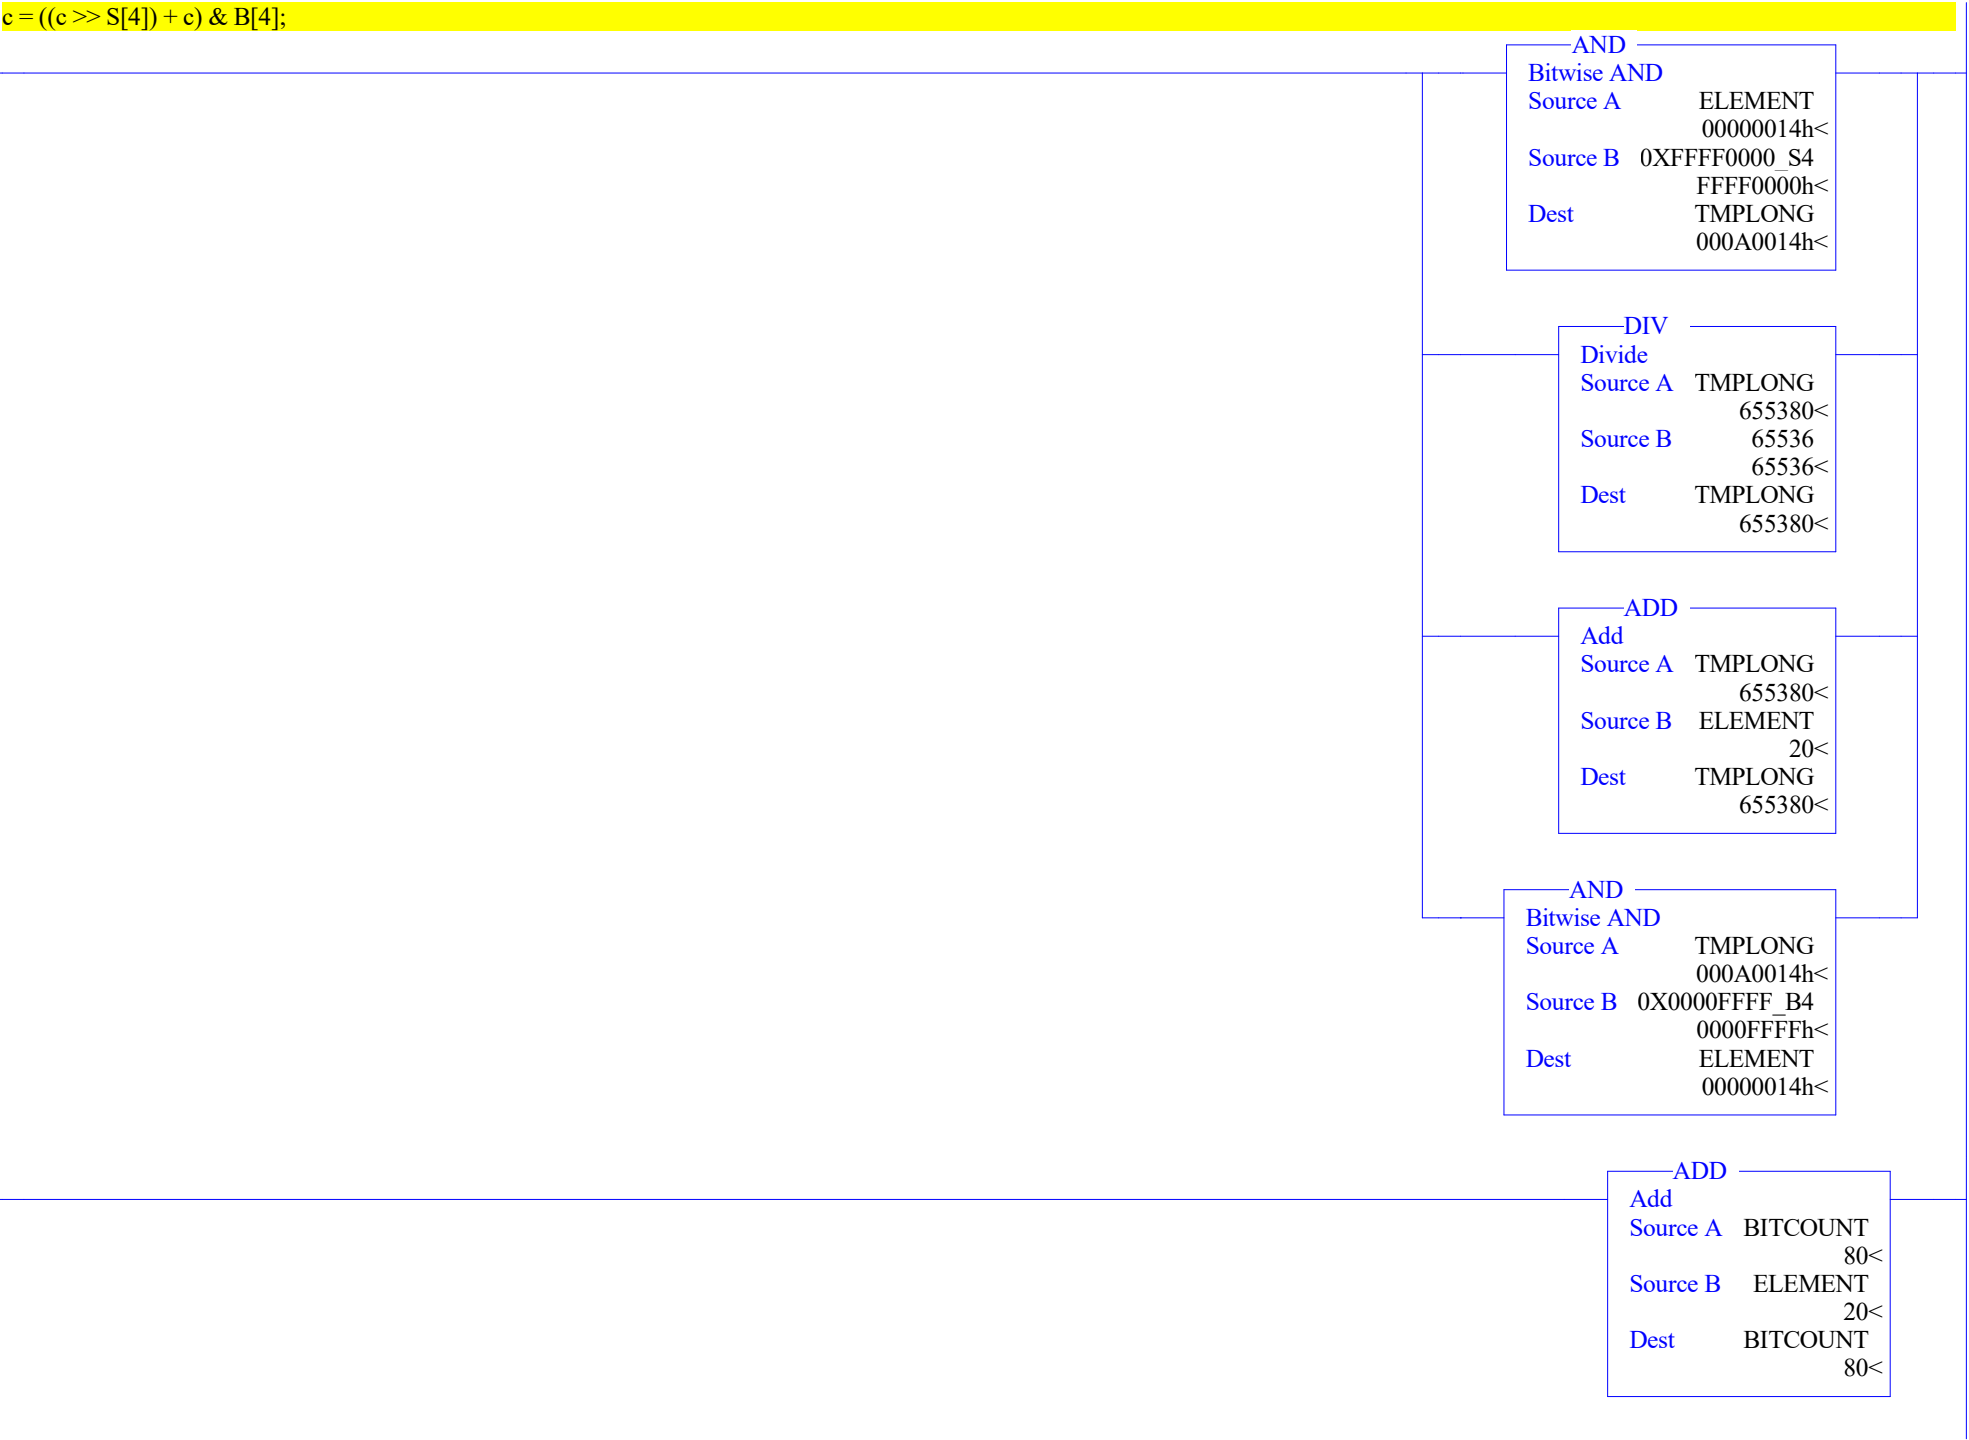 c = ((c >> S[4]) + c) & B[4];
AND
Bitwise AND
Source A ELEMENT
00000014h<
Source B 0XFFFF0000_S4
FFFF0000h<
Dest TMPLONG
000A0014h<
DIV
Divide
Source A TMPLONG
655380<
Source B 65536
65536<
Dest TMPLONG
655380<
ADD
Add
Source A TMPLONG
655380<
Source B ELEMENT
20<
Dest TMPLONG
655380<
AND
Bitwise AND
Source A TMPLONG
000A0014h<
Source B 0X0000FFFF_B4
0000FFFFh<
Dest ELEMENT
00000014h<
ADD
Add
Source A BITCOUNT
80<
Source B ELEMENT
20<
Dest BITCOUNT
80<